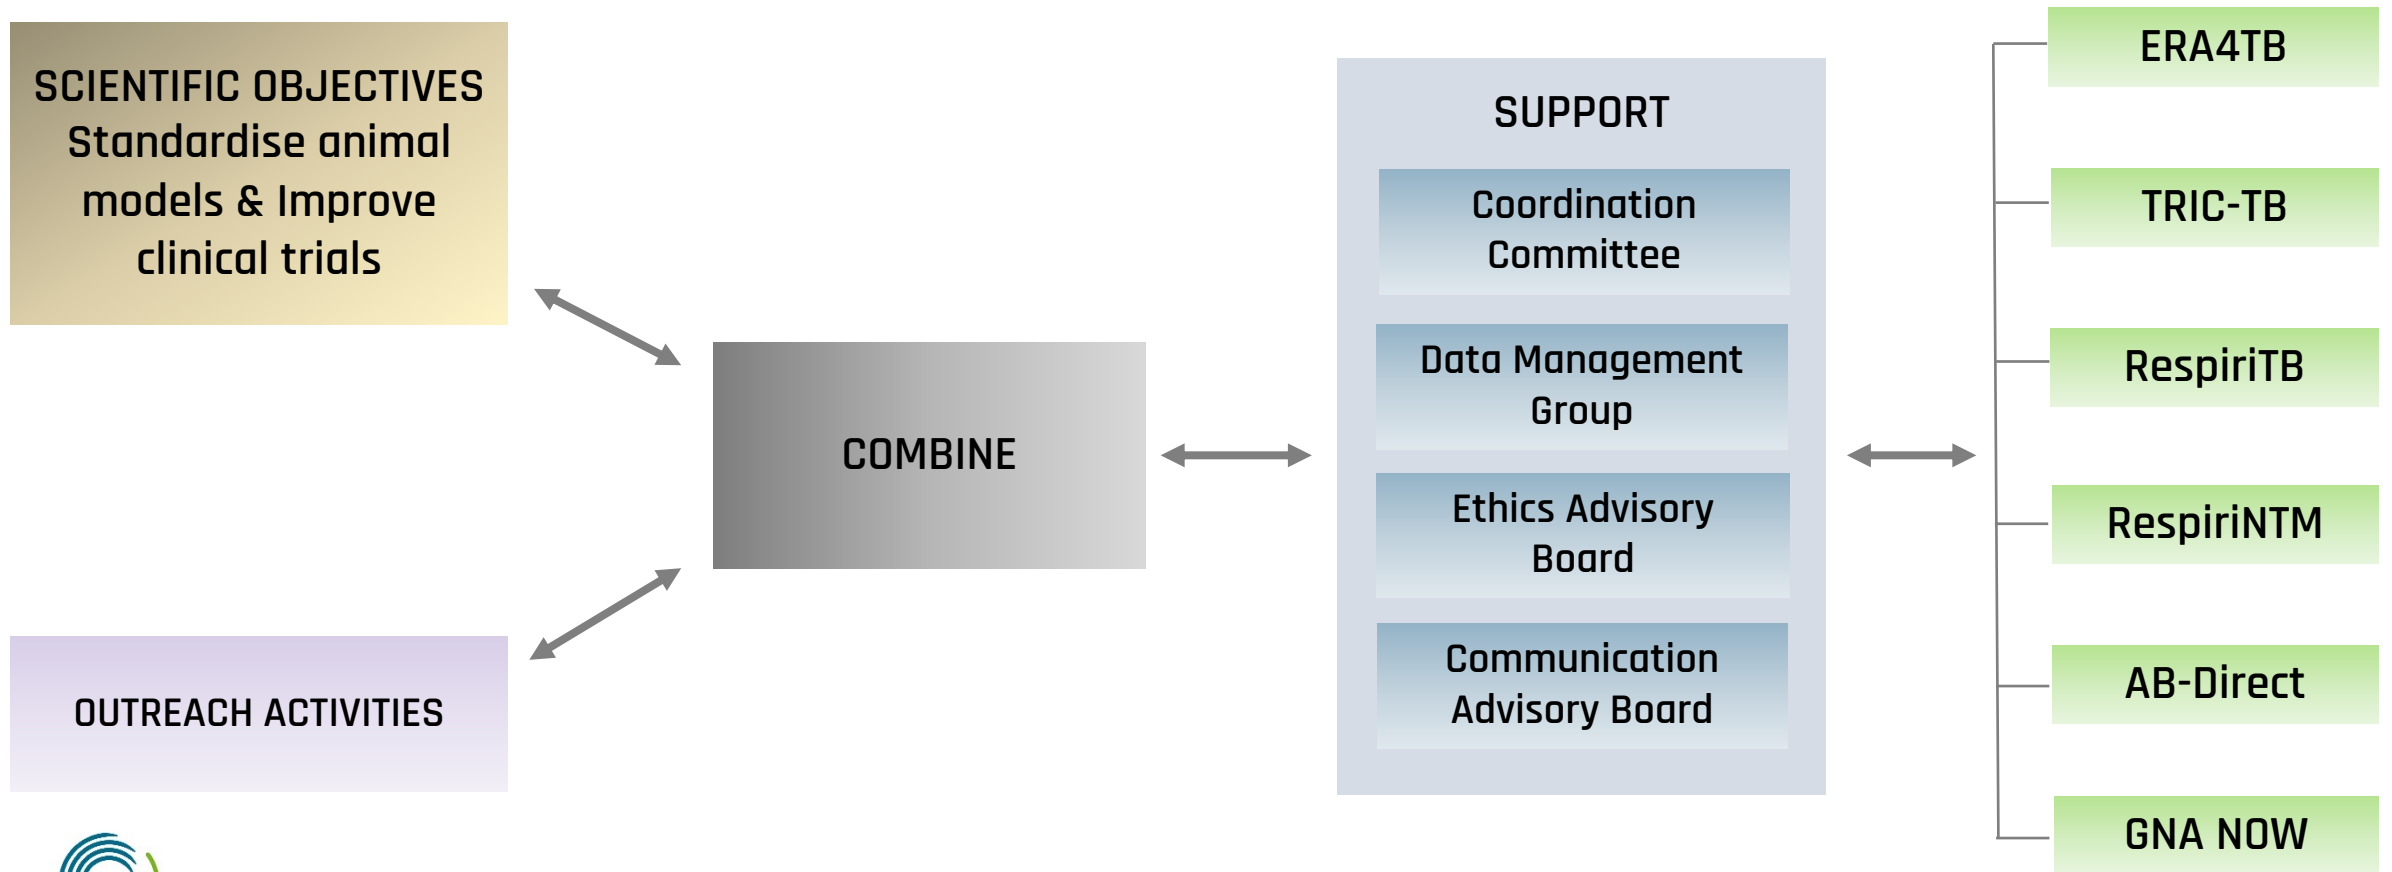 SCIENTIFIC OBJECTIVES
Standardise animal
models & Improve
clinical trials
OUTREACH ACTIVITIES
COMBINE
SUPPORT
Coordination
Committee
Data Management
Group
Ethics Advisory
Board
Communication
Advisory Board
ERA4TB
TRIC-TB
RespiriTB
RespiriNTM
AB-Direct
GNA NOW